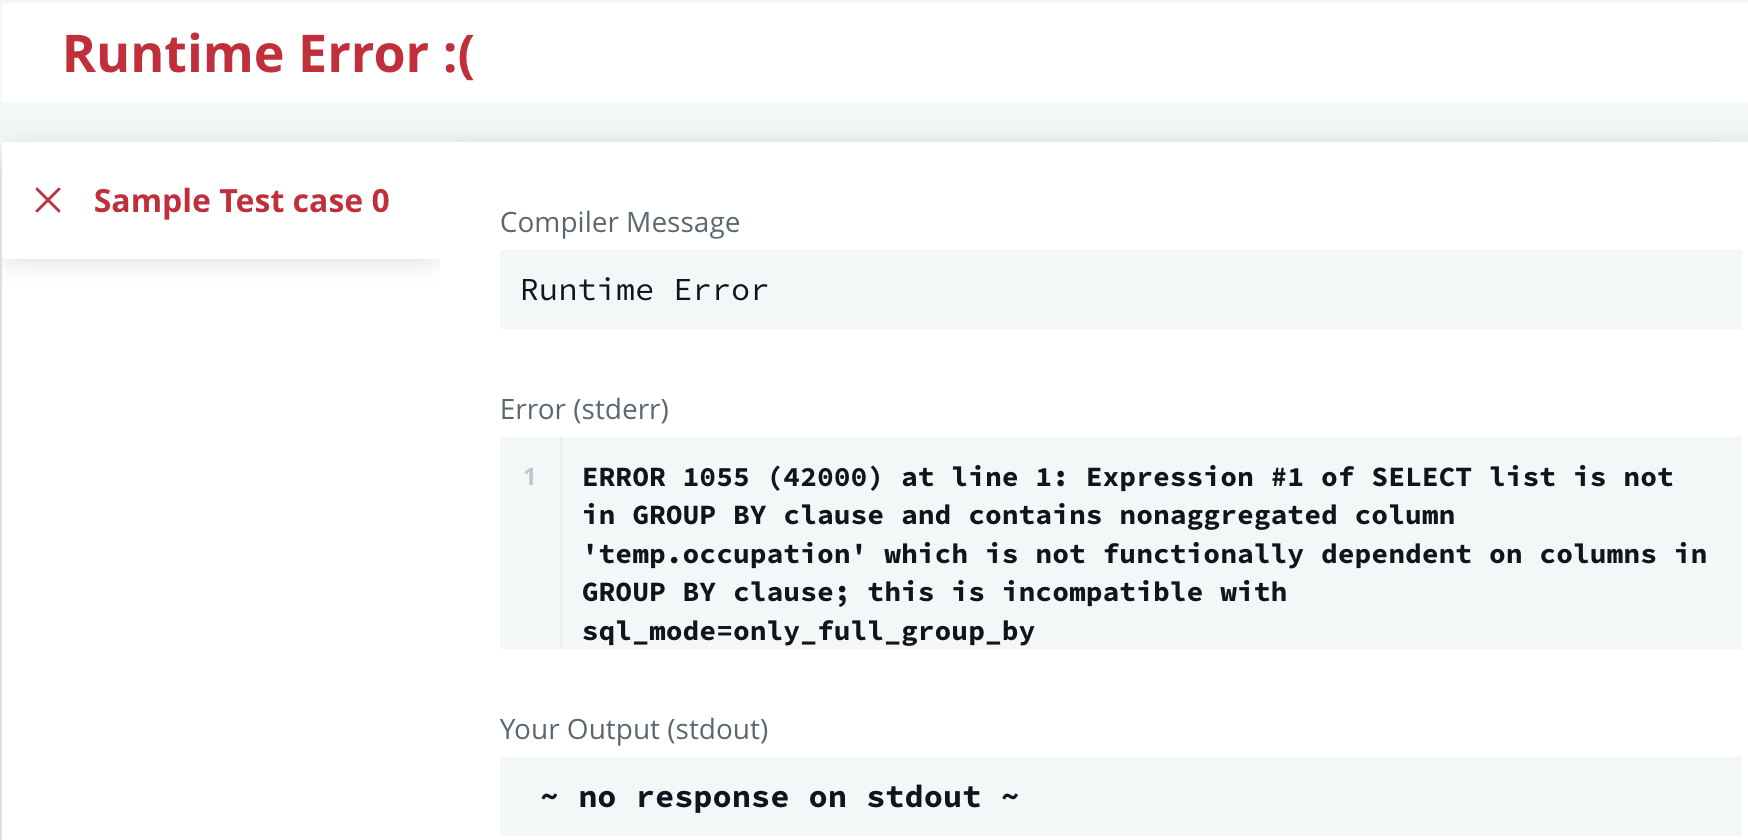 Runtime Error :(
Sample Test case 0
Compiler Message
Runtime Error
Error (stderr)
1
ERROR 1055 (42000) at line 1: Expression #1 of SELECT list is not
in GROUP BY clause and contains nonaggregated column
'temp.occupation' which is not functionally dependent on columns in
GROUP BY clause; this is incompatible with
sql_mode=only_full_group_by
Your Output (stdout)
~ no response on stdout ~